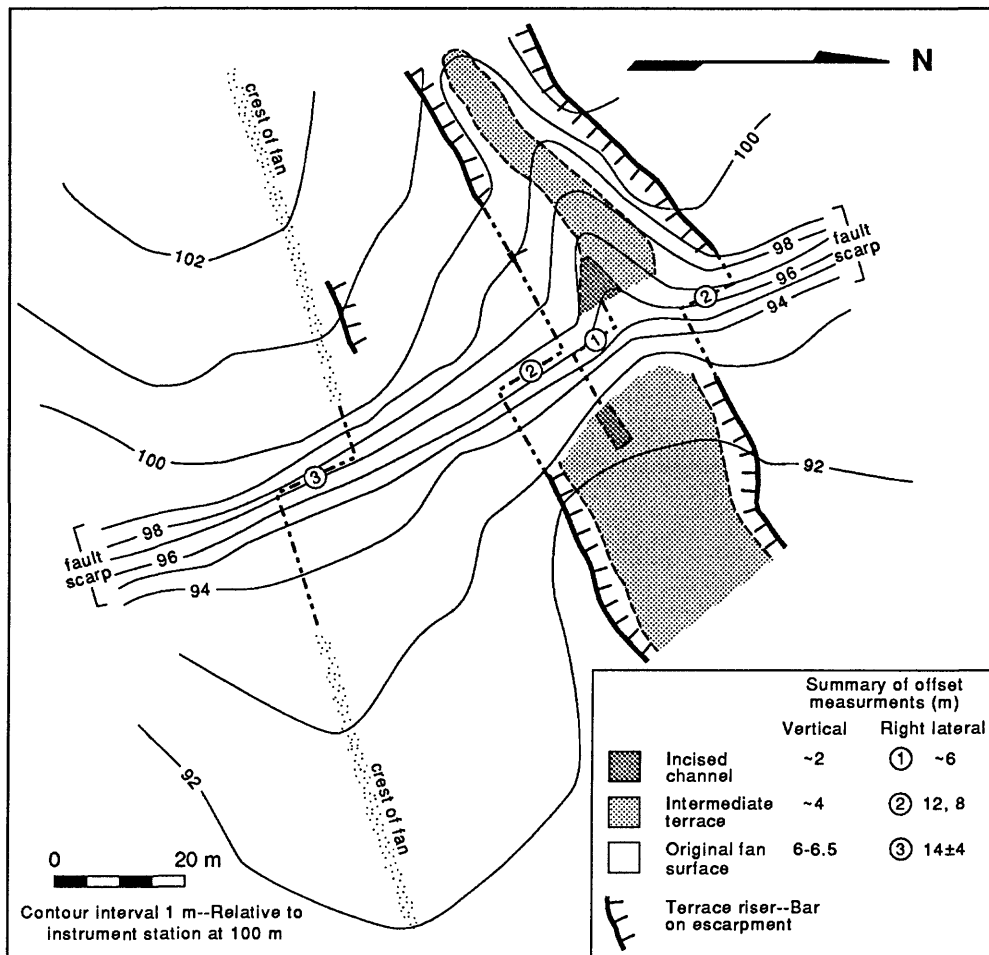 N
crest of fan
100
102
98
96
94
fault
scarp
2
1
2
3
100
92
98
96
94
fault
scarp
92
crest of fan
0 20 m
Contour interval 1 m--Relative to
instrument station at 100 m
Summary of offset
measurments (m)
Vertical Right lateral
Incised
channel ~2 1 ~6
Intermediate
terrace ~4 2 12, 8
Original fan
surface 6-6.5 3 14±4
Terrace riser--Bar
on escarpment